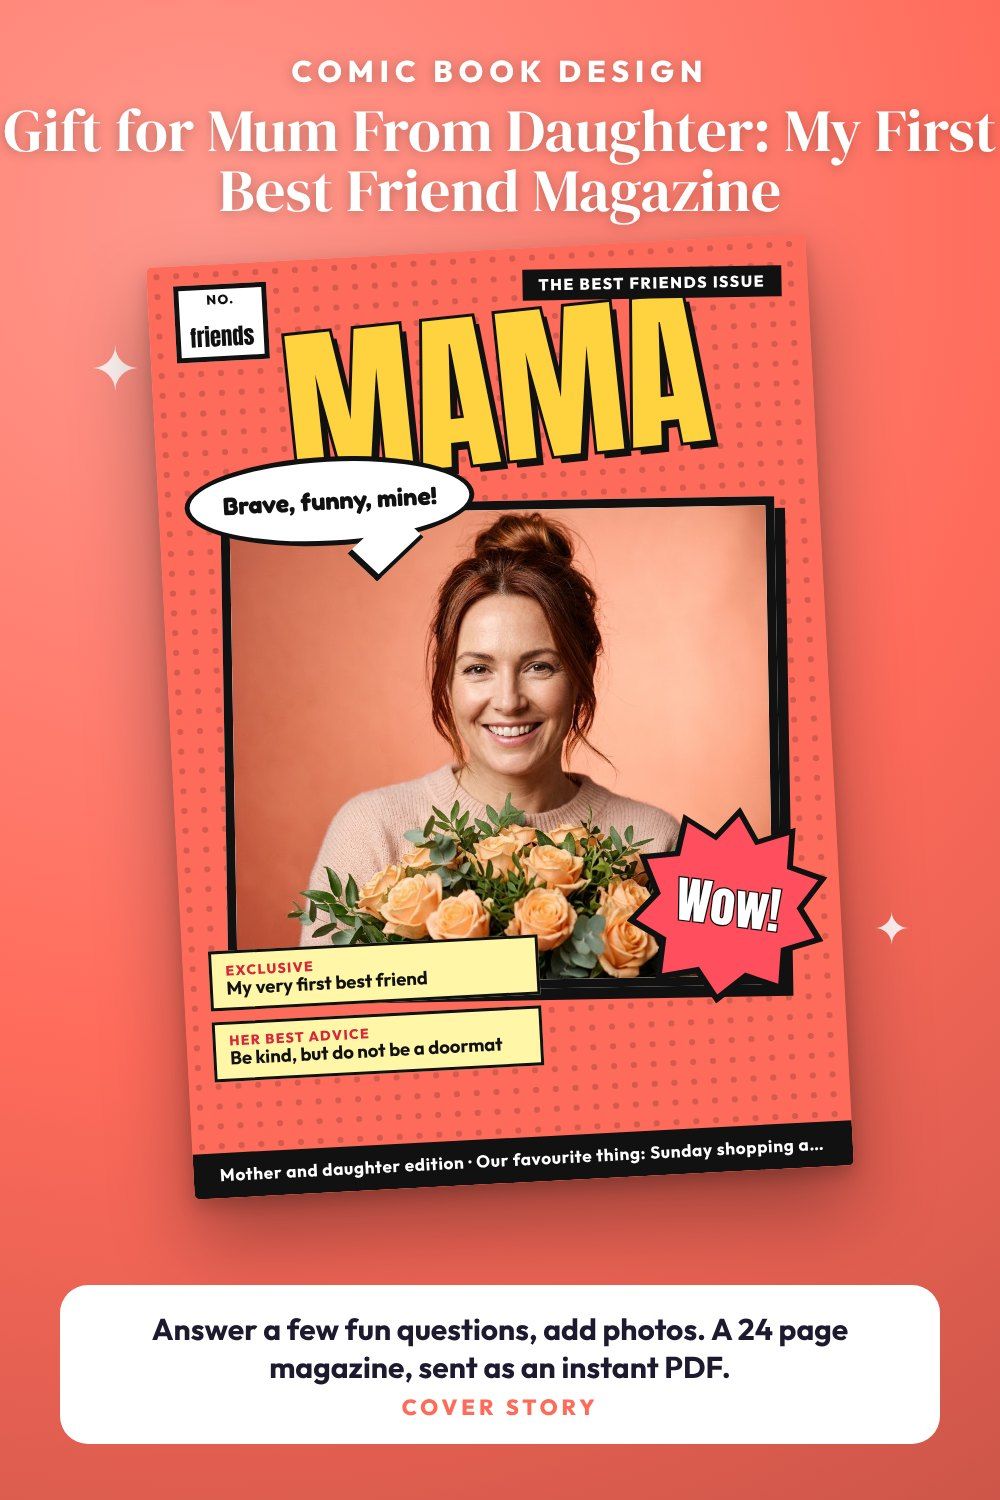 COMIC BOOK DESIGN
Gift for Mum From Daughter: My First
Best Friend Magazine
THE BEST FRIENDS ISSUE
NO.
friends
MAMA
Brave, funny, mine!
Wow!
EXCLUSIVE
My very first best friend
HER BEST ADVICE
Be kind, but do not be a doormat
Mother and daughter edition · Our favourite thing: Sunday shopping a...
Answer a few fun questions, add photos. A 24 page
magazine, sent as an instant PDF.
COVER STORY